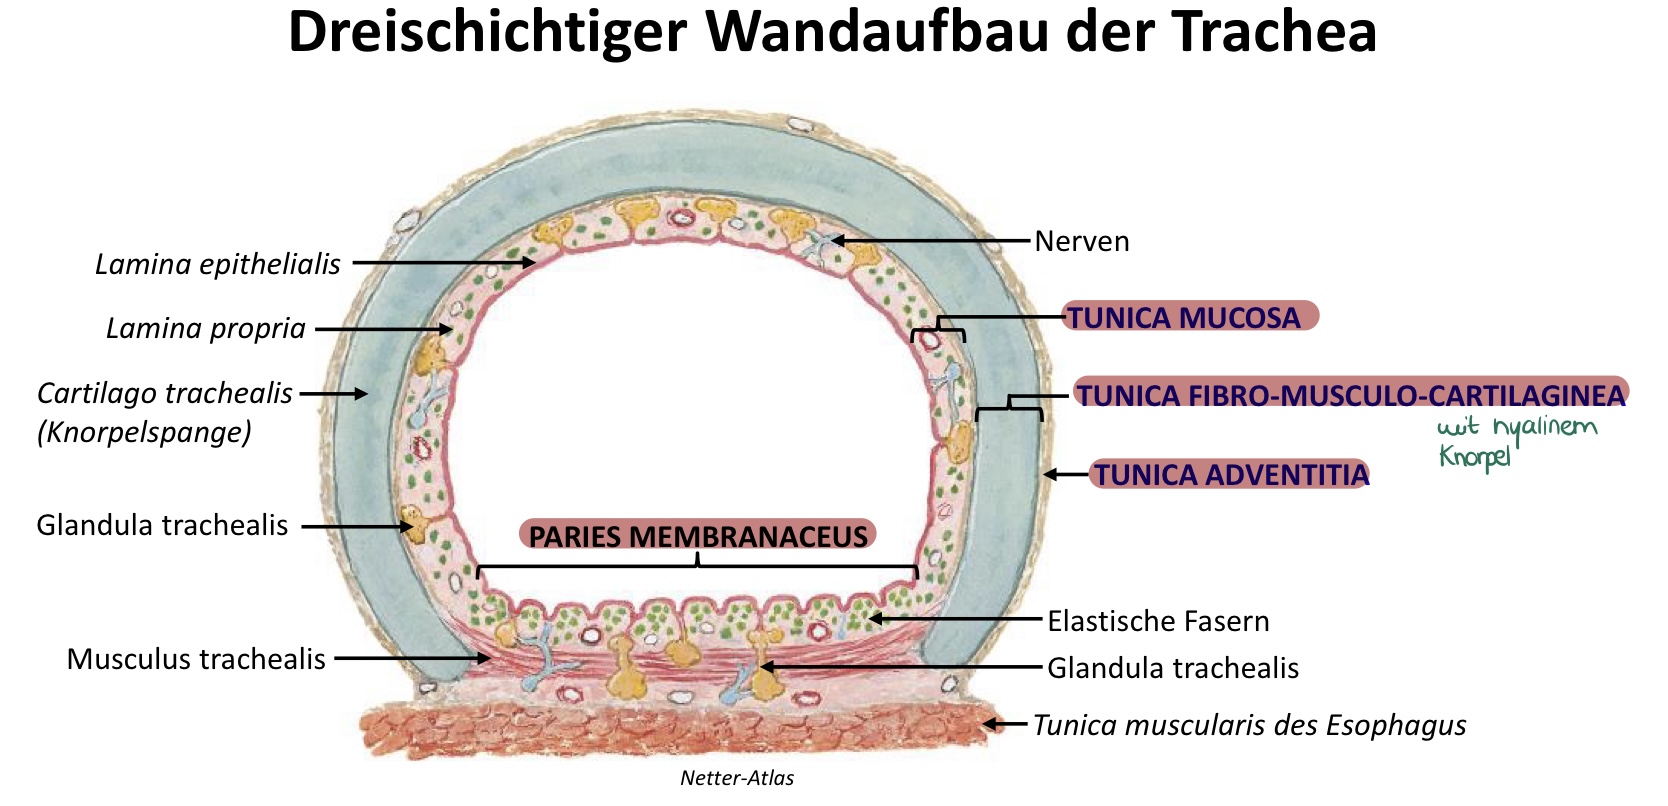 Dreischichtiger Wandaufbau der Trachea
Lamina epithelialis
Lamina propria
Cartilago trachealis
(Knorpelspange)
Glandula trachealis
Musculus trachealis
PARIES MEMBRANACEUS
Nerven
TUNICA MUCOSA
TUNICA FIBRO-MUSCULO-CARTILAGINEA
mit hyalinem
Knorpel
TUNICA ADVENTITIA
Elastische Fasern
Glandula trachealis
Tunica muscularis des Esophagus
Netter-Atlas